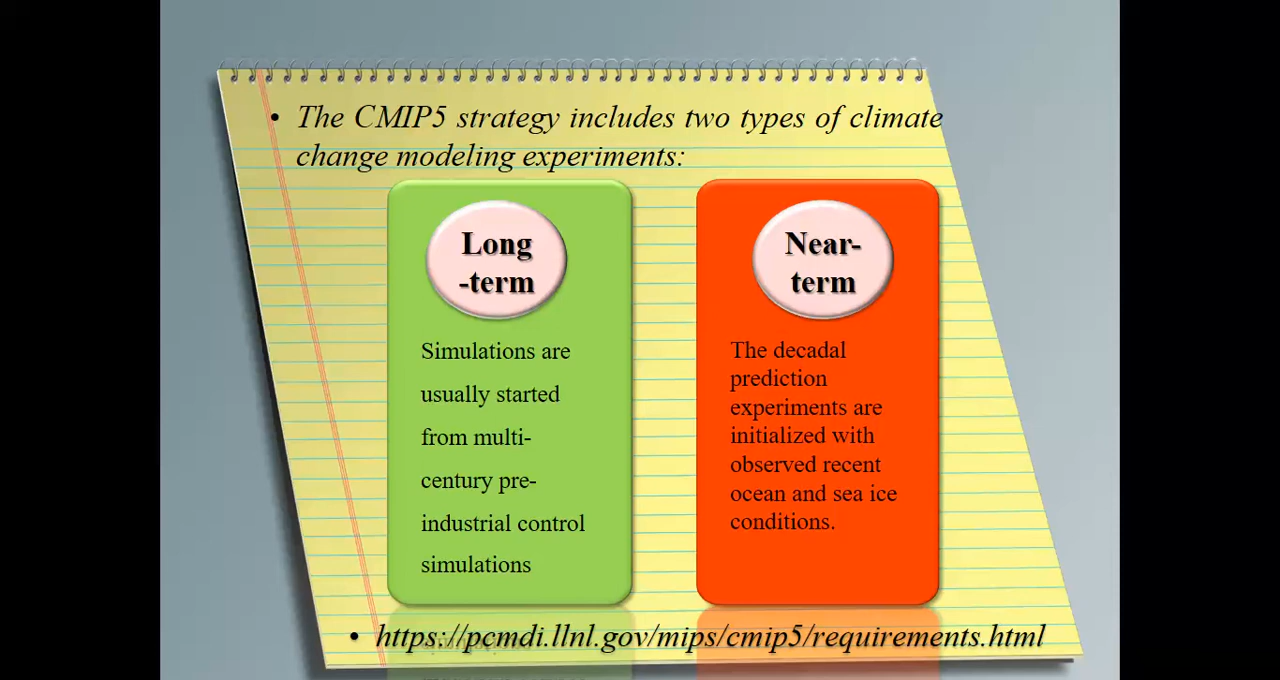 • The CMIP5 strategy includes two types of climate
change modeling experiments:
Long
-term
Simulations are
usually started
from multi-
century pre-
industrial control
simulations
Near-
term
The decadal
prediction
experiments are
initialized with
observed recent
ocean and sea ice
conditions.
• https://pcmdi.llnl.gov/mips/cmip5/requirements.html